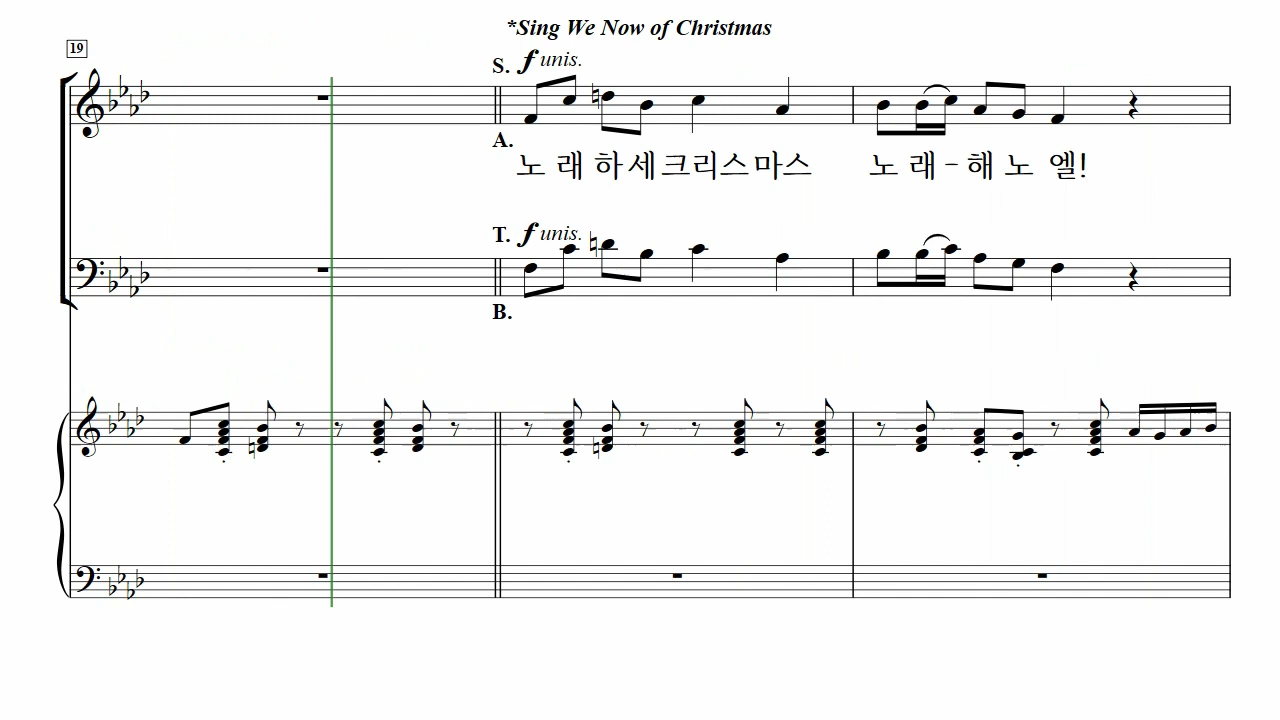 *Sing We Now of Christmas
19
S. f unis.
A.
노 래 하 세 크 리 스 마 스 노 래 - 해 노 엘!
T. f unis.
B.